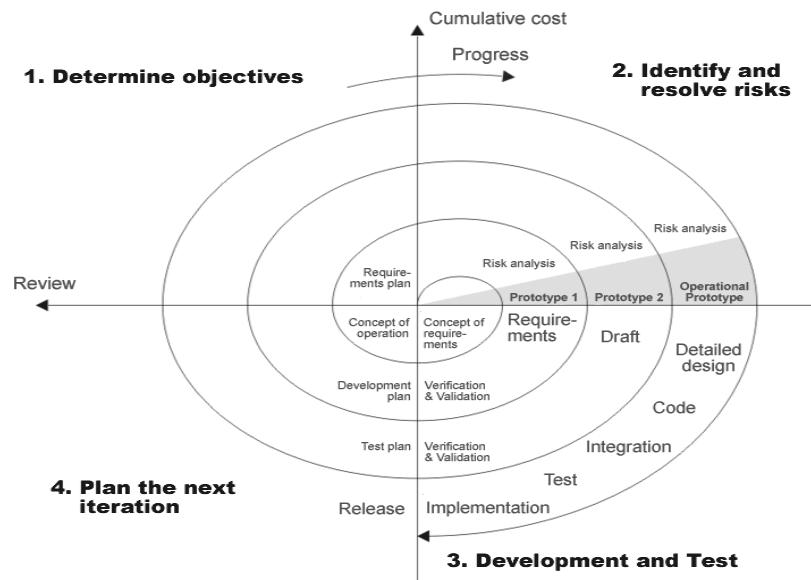 Cumulative cost
Progress
1. Determine objectives
2. Identify and
resolve risks
Risk analysis
Risk analysis
Risk analysis
Require-
ments plan
Review
Prototype 1
Prototype 2
Operational
Prototype
Concept of
operation
Concept of
require-
ments
Require-
ments
Draft
Detailed
design
Development
plan
Verification
& Validation
Code
Test plan
Verification
& Validation
Integration
Test
4. Plan the next
iteration
Release
Implementation
3. Development and Test